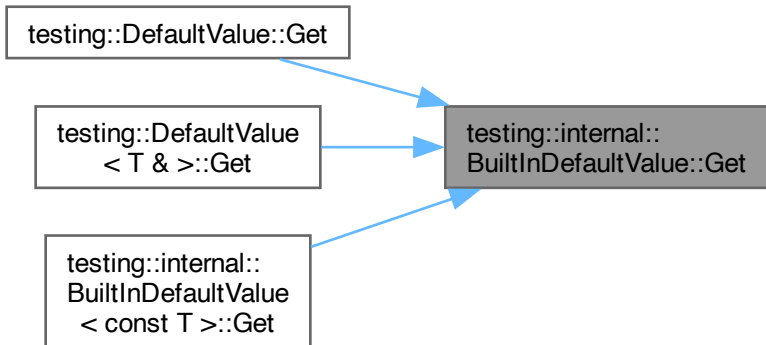 testing::DefaultValue::Get
testing::DefaultValue
< T & >::Get
testing::internal::
BuiltInDefaultValue
< const T >::Get
testing::internal::
BuiltInDefaultValue::Get